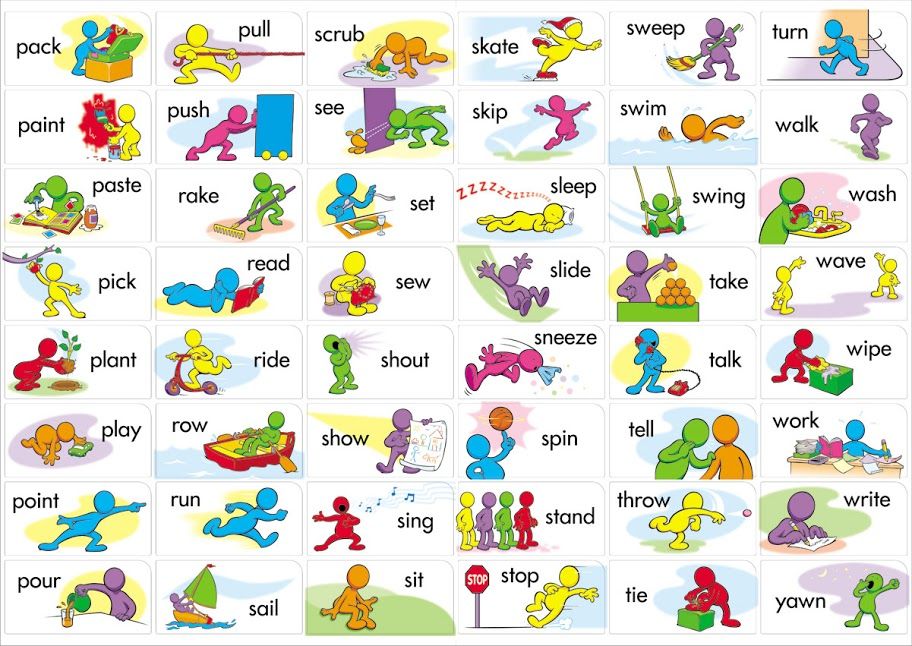 pack
pull
scrub
skate
sweep
turn
paint
push
see
skip
swim
walk
paste
rake
set
ZZZZZZZZZZZZZZ
sleep
swing
wash
pick
read
sew
slide
take
wave
plant
ride
shout
sneeze
talk
wipe
play
row
show
spin
tell
work
point
run
sing
stand
throw
write
pour
sail
sit
STOP
stop
tie
yawn